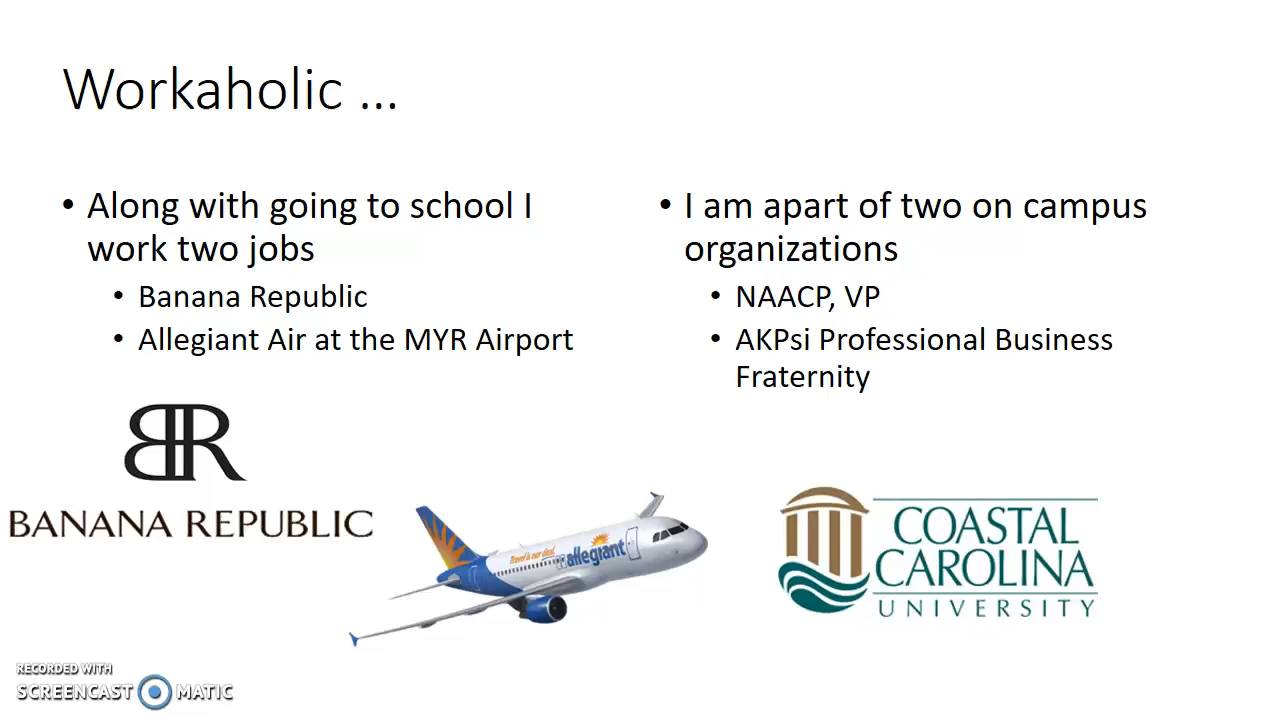 Workaholic ...
• Along with going to school I
work two jobs
• Banana Republic
• Allegiant Air at the MYR Airport
• I am apart of two on campus
organizations
• NAACP, VP
• AKPsi Professional Business
Fraternity
BR
BANANA REPUBLIC
Travel is our deal.
allegiant
COASTAL
CAROLINA
UNIVERSITY
RECORDED WITH
SCREENCAST MATIC